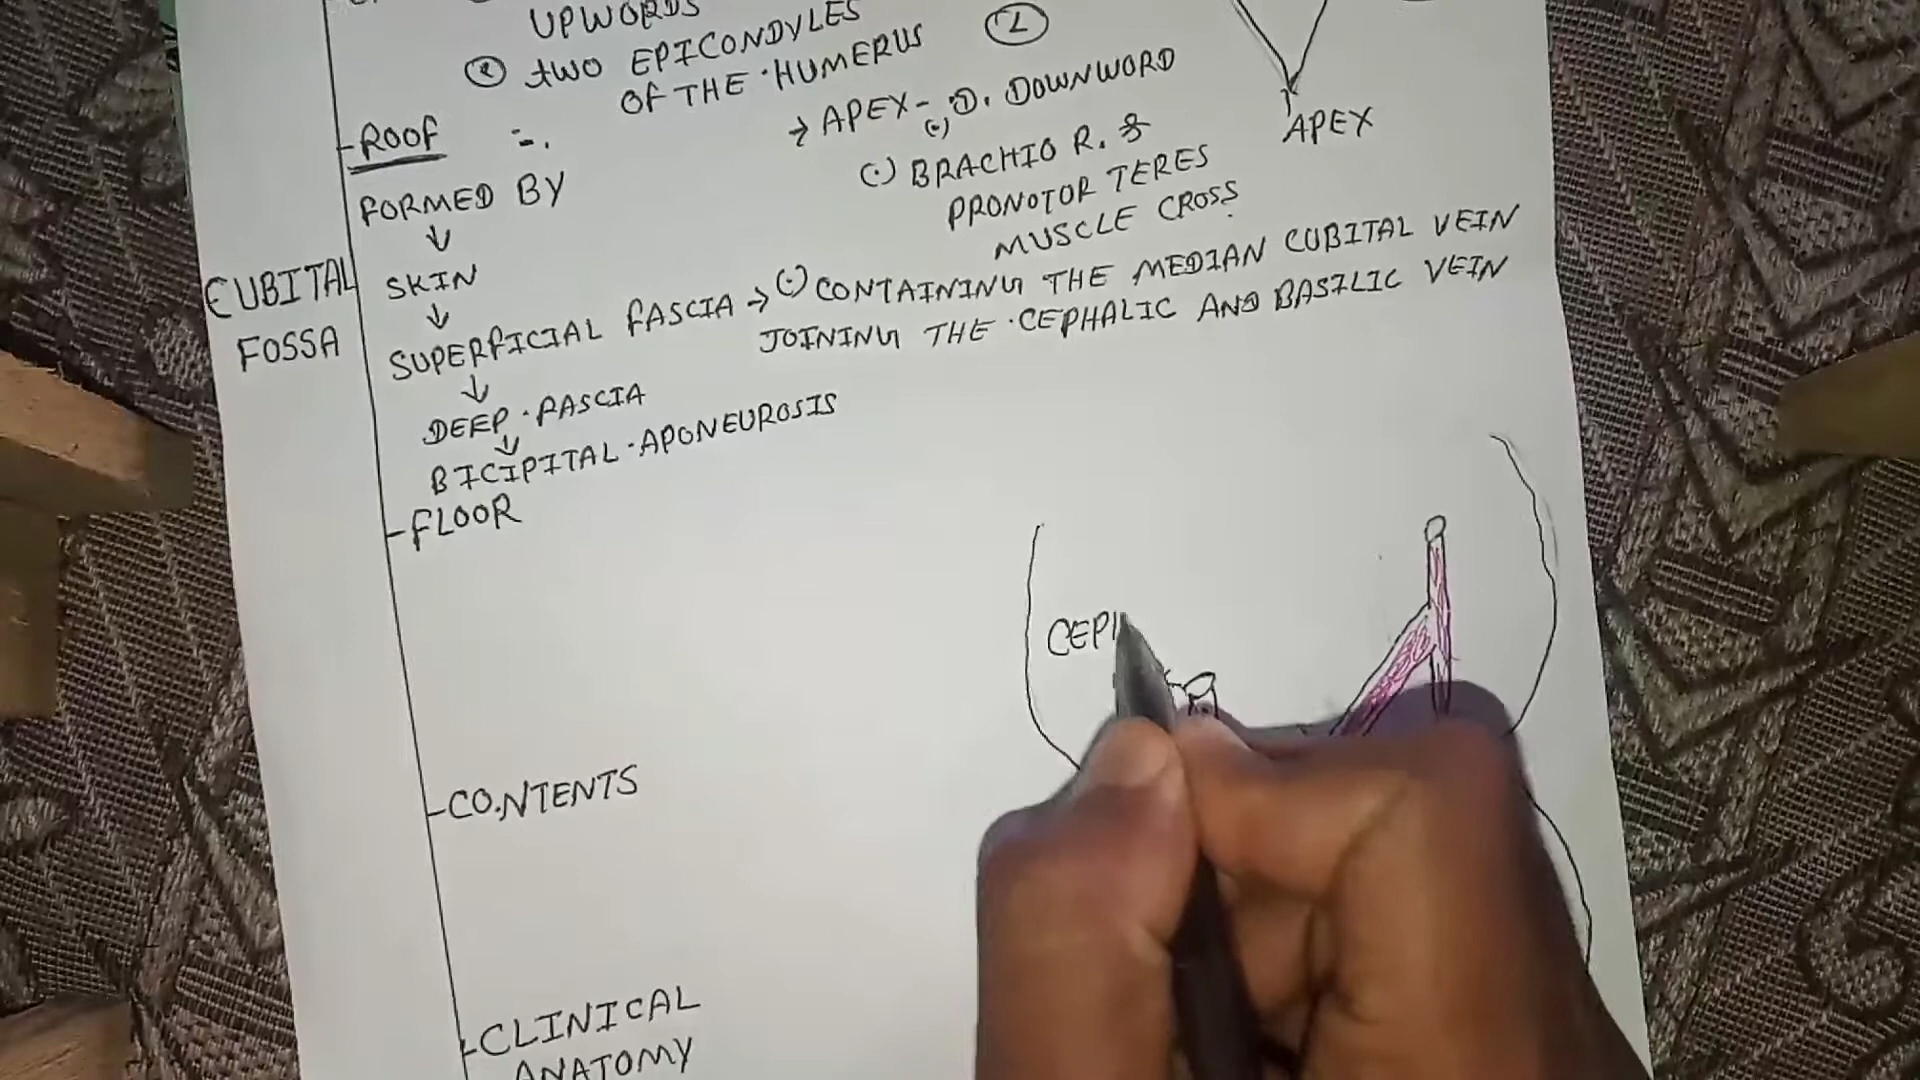 UPWORDS
② two EPICONDYLES
OF THE HUMERUS
②
→ APEX - ①. DOWNWORD
(•) BRACHIO R. &
PRONOTOR TERES
MUSCLE CROSS
APEX
ROOF :-.
FORMED BY
↓
SKIN
↓
SUPERFICIAL FASCIA → (•) CONTAINING THE MEDIAN CUBITAL VEIN
JOINING THE CEPHALIC AND BASILIC VEIN
↓
DEEP FASCIA
↓
BICIPITAL APONEUROSIS
CUBITAL
FOSSA
FLOOR
CEPH
CONTENTS
CLINICAL
ANATOMY